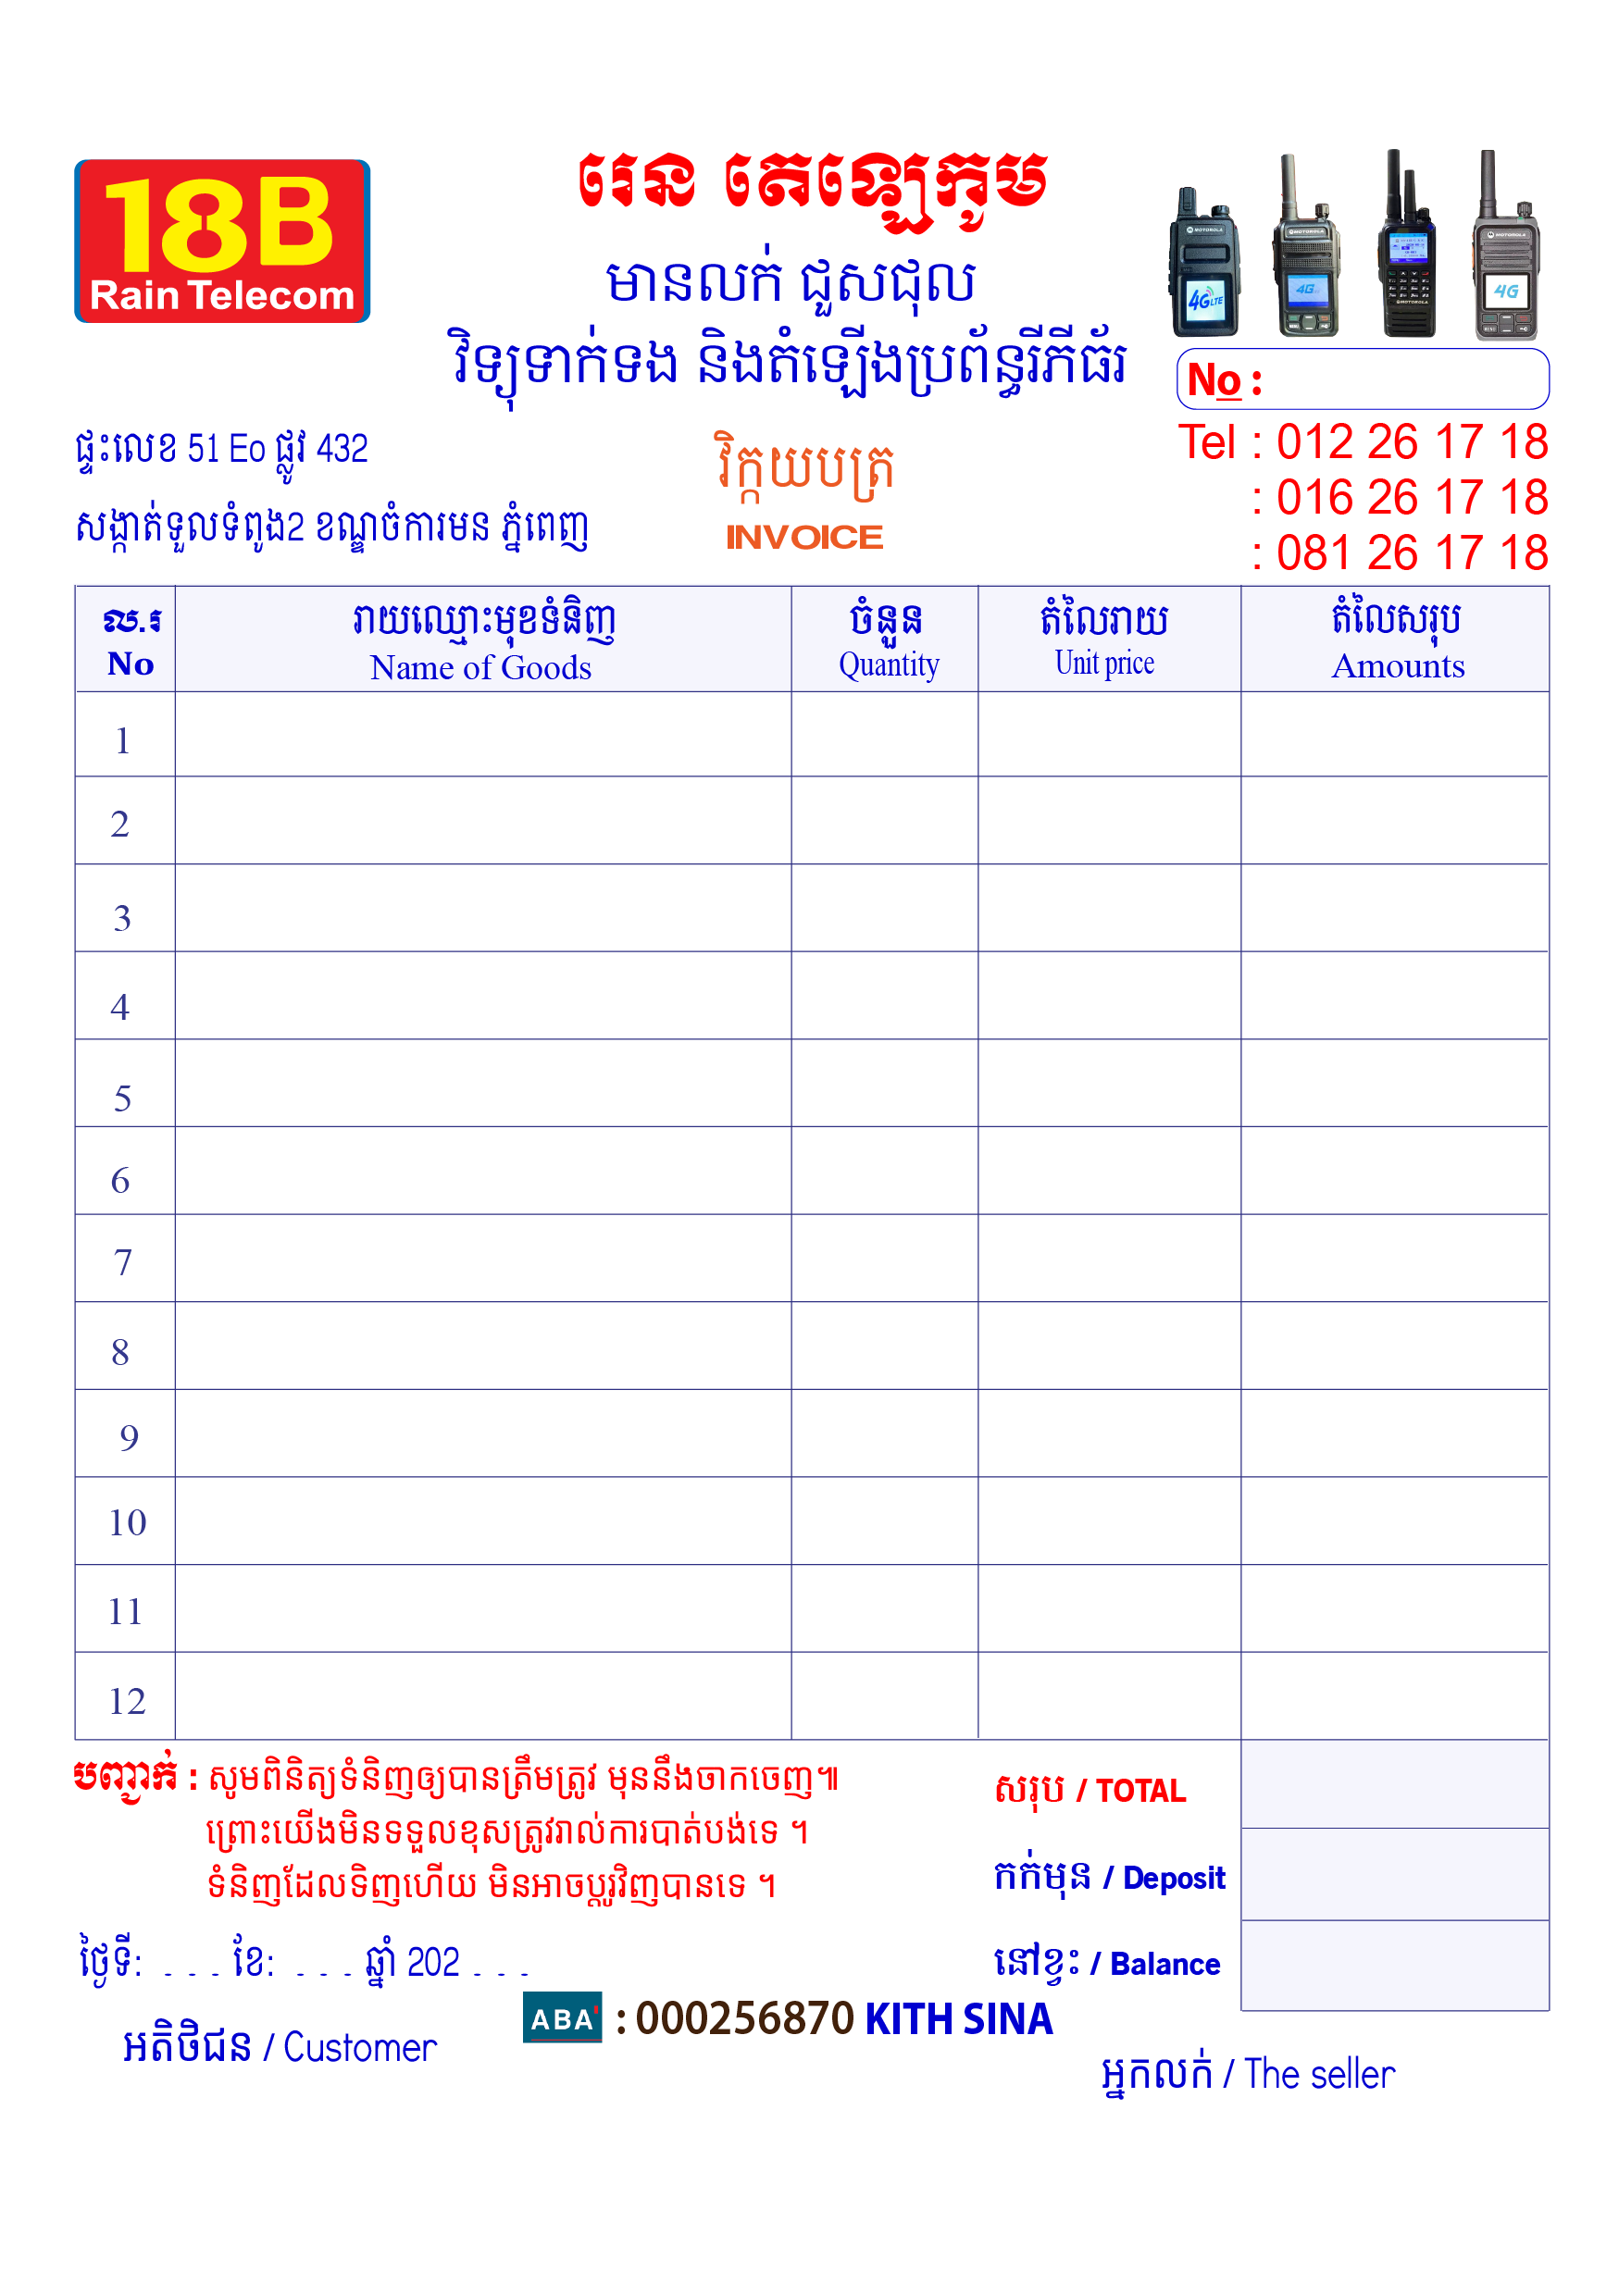 18B
Rain Telecom
រេន តេឡេកូម
មានលក់ ជួសជុល
វិទ្យុទាក់ទង និងតំឡើងប្រព័ន្ធរីភីធ័រ
MOTOROLA
4G LTE
MOTOROLA
4G
MOTOROLA
MOTOROLA
4G
No :
ផ្ទះលេខ 51 Eo ផ្លូវ 432
សង្កាត់ទួលទំពូង2 ខណ្ឌចំការមន ភ្នំពេញ
វិក្កយបត្រ
INVOICE
Tel : 012 26 17 18
: 016 26 17 18
: 081 26 17 18
ល.រ រាយឈ្មោះមុខទំនិញ ចំនួន តំលៃរាយ តំលៃសរុប
No Name of Goods Quantity Unit price Amounts
1
2
3
4
5
6
7
8
9
10
11
12
បញ្ជាក់ : សូមពិនិត្យទំនិញឲ្យបានត្រឹមត្រូវ មុននឹងចាកចេញ៕
ព្រោះយើងមិនទទួលខុសត្រូវរាល់ការបាត់បង់ទេ ។
ទំនិញដែលទិញហើយ មិនអាចប្តូរវិញបានទេ ។
សរុប / TOTAL
កក់មុន / Deposit
នៅខ្វះ / Balance
ថ្ងៃទី: . . . . ខែ: . . . . ឆ្នាំ 202 . . . .
ABA' : 000256870 KITH SINA
អតិថិជន / Customer
អ្នកលក់ / The seller